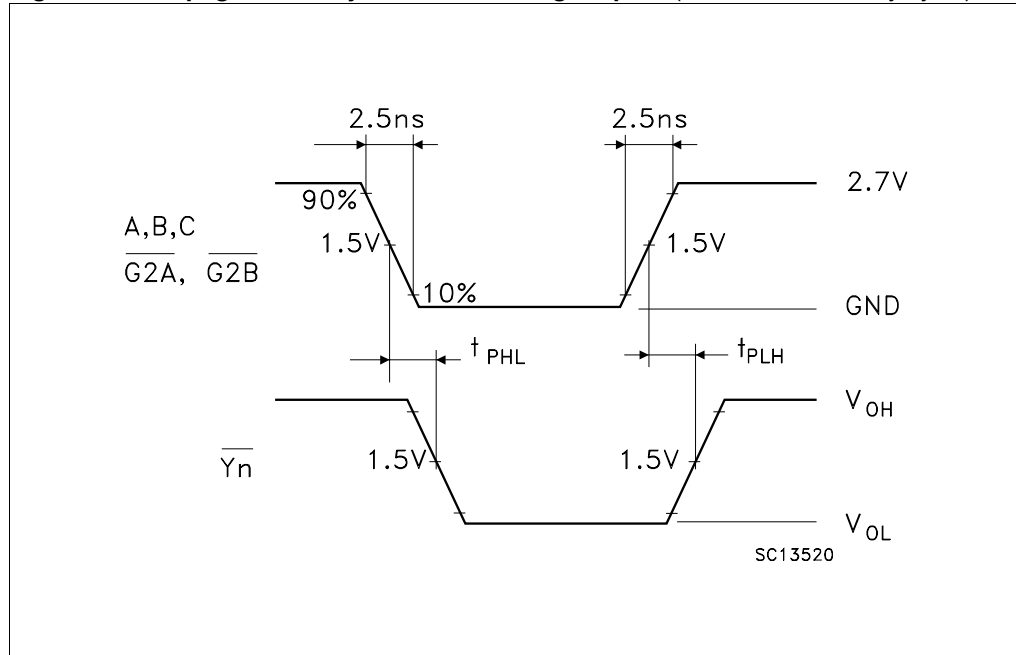 2.5ns 2.5ns
2.7V
90%
A,B,C
1.5V 1.5V
G2A, G2B
10%
GND
t PHL tPLH
VOH
1.5V 1.5V
Yn
VOL
SC13520